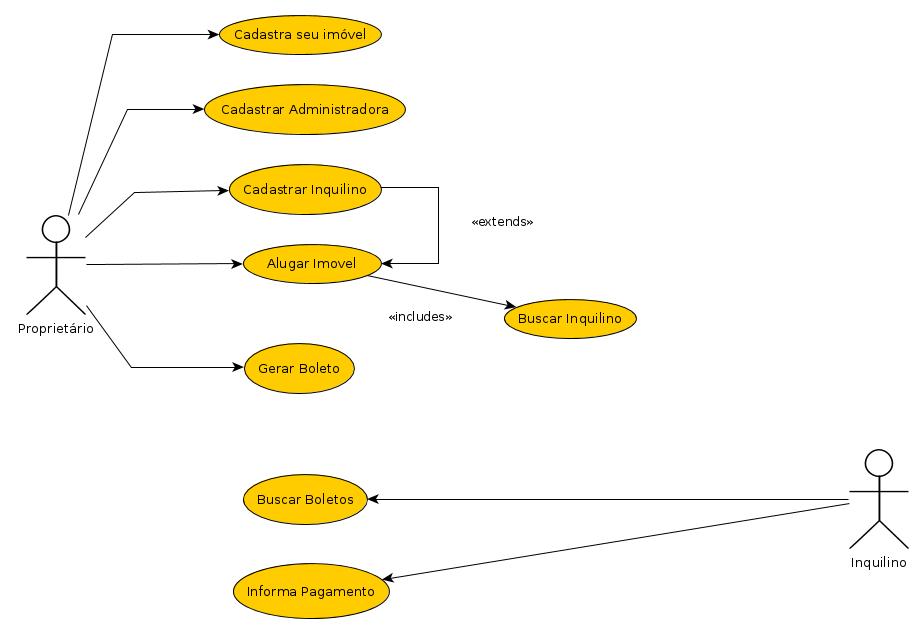 Cadastra seu imóvel
Cadastrar Administradora
Cadastrar Inquilino
«extends»
Alugar Imovel
«includes»
Buscar Inquilino
Proprietário
Gerar Boleto
Buscar Boletos
Inquilino
Informa Pagamento